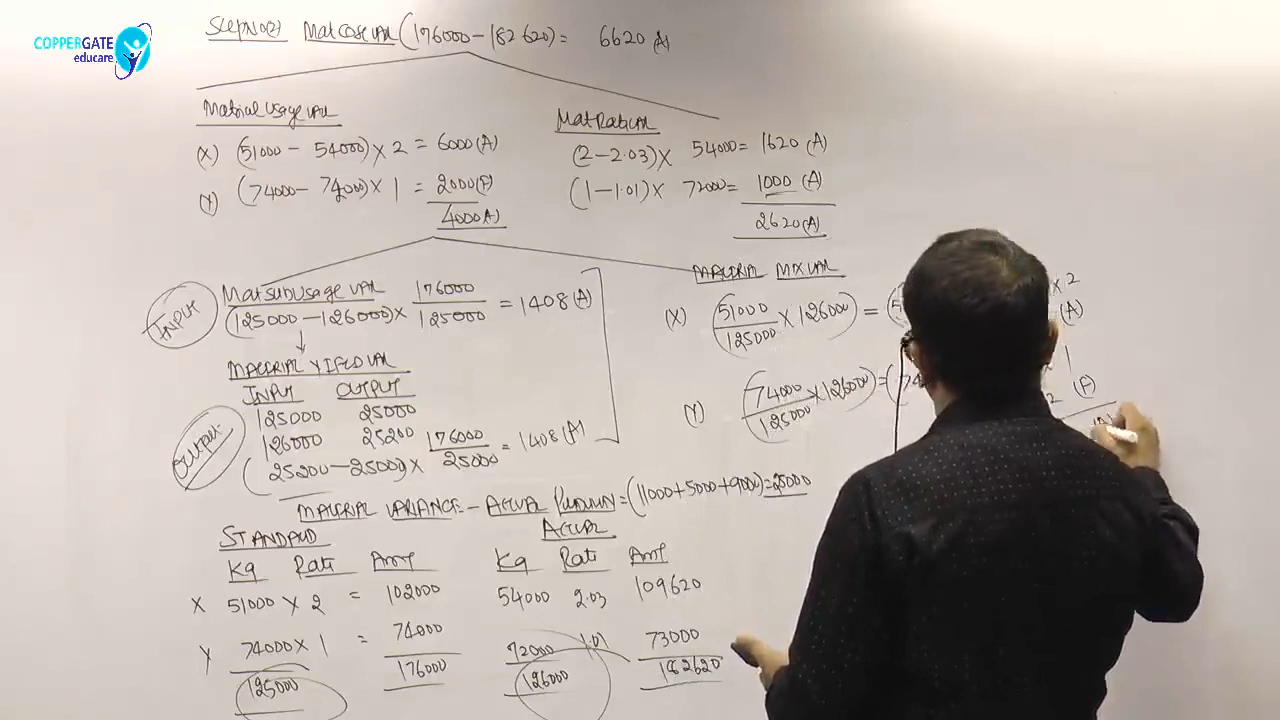 COPPERGATE
educare
Step No(2) Mat Cost VAR (176000 - 182620) = 6620 (A)
Material Usage VAR
(X) (51000 - 54000) x 2 = 6000 (A)
(Y) (74000 - 72000) x 1 = 2000 (F)
4000 (A)
Mat Rate VAR
(2 - 2.03) x 54000 = 1620 (A)
(1 - 1.01) x 72000 = 1000 (A)
2620 (A)
INPUT
Mat Sub Usage VAR
(125000 - 126000) x 176000/125000 = 1408 (A)
MATERIAL YIELD VAR
INPUT OUTPUT
125000 25000
126000 25200
OUTPUT
(25200 - 25000) x 176000/25000 = 1408 (A)
MATERIAL MIX VAR
(X) (51000/125000 x 126000) = (5 x 2
(A)
(Y) (74000/125000 x 126000) = (74 1
2 (F)
MATERIAL VARIANCE - ACTUAL = (11000 + 5000 + 9000) = 25000
STANDARD ACTUAL
Kg Rate Amt Kg Rate Amt
X 51000 x 2 = 102000 54000 2.03 109620
Y 74000 x 1 = 74000 72000 1.01 73000
125000 176000 126000 182620